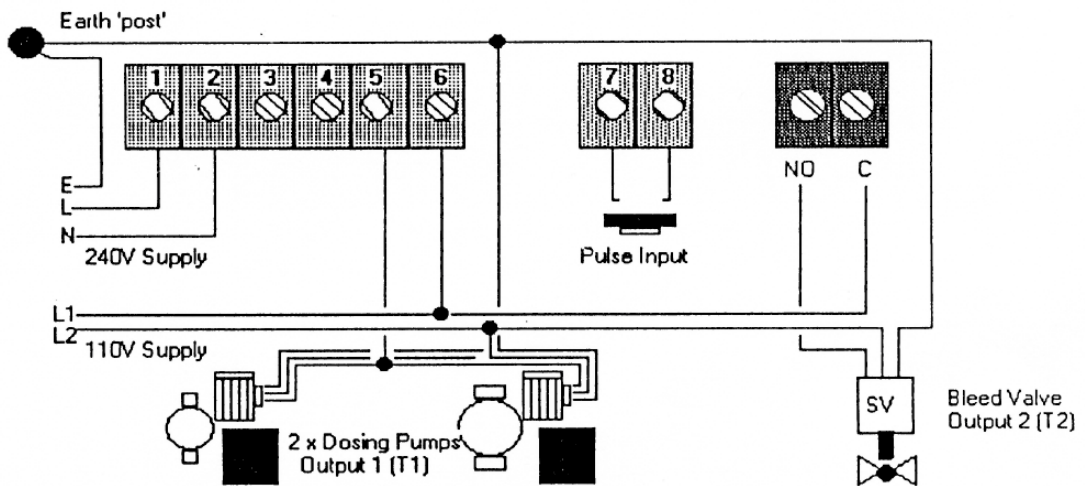 Earth 'post'
1 2 3 4 5 6 7 8
NO C
E
L
N
240V Supply
Pulse Input
L1
L2
110V Supply
SV
Bleed Valve
Output 2 (T2)
2 x Dosing Pumps
Output 1 (T1)